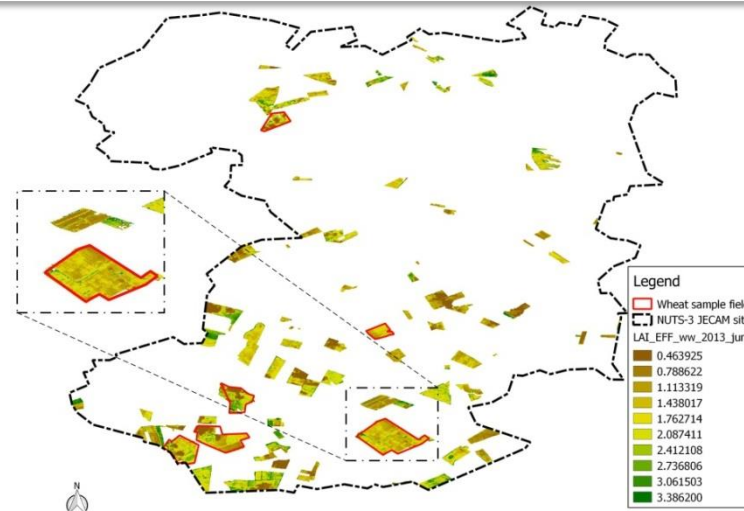 Legend
Wheat sample field
NUTS-3 JECAM sit
LAI_EFF_ww_2013_jun
0.463925
0.788622
1.113319
1.438017
1.762714
2.087411
2.412108
2.736806
3.061503
3.386200
N